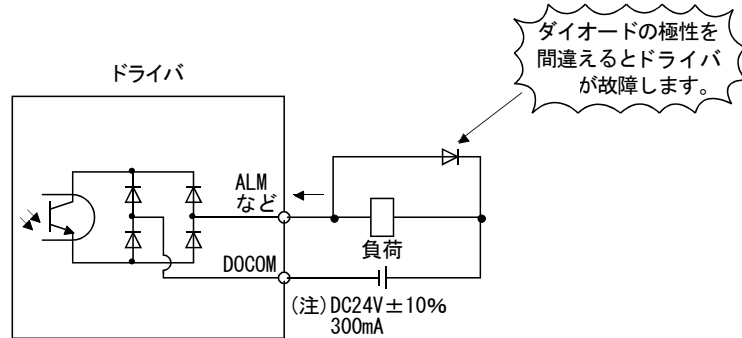 ダイオードの極性を
間違えるとドライバ
が故障します。
ドライバ
ALM
など
負荷
DOCOM
(注)DC24V±10%
300mA